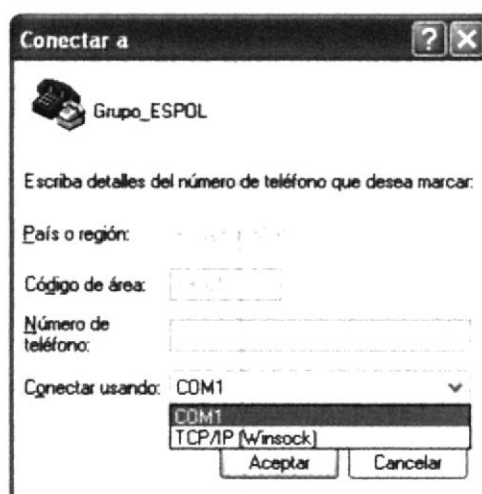 Conectar a
Grupo_ESPOL
Escriba detalles del número de teléfono que desea marcar:
País o región:
Código de área:
Número de
teléfono:
Conectar usando: COM1
COM1
TCP/IP (Winsock)
Aceptar Cancelar